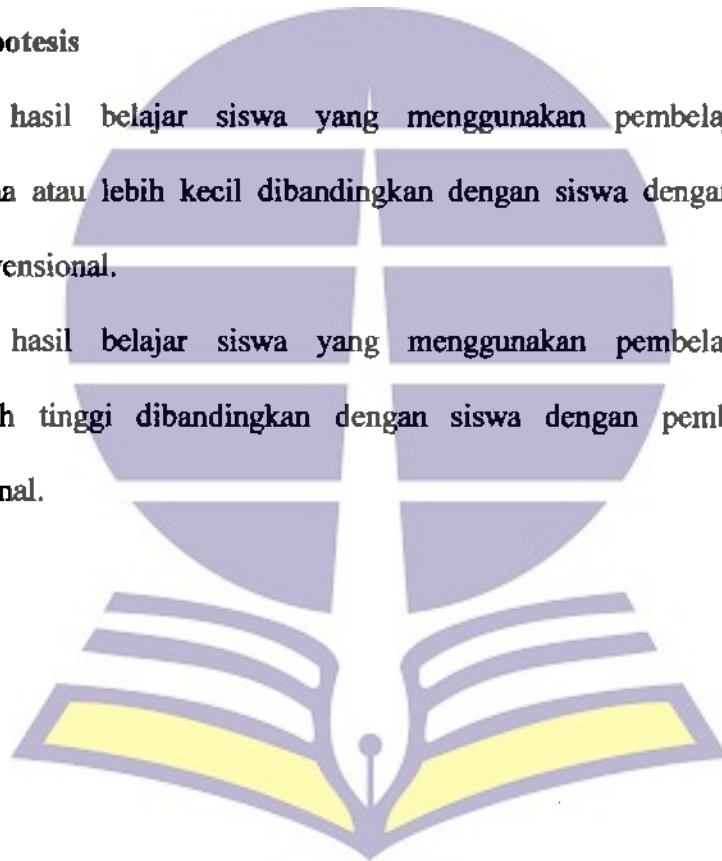 potesis
hasil belajar siswa yang menggunakan pembela
a atau lebih kecil dibandingkan dengan siswa dengan
vensional.
hasil belajar siswa yang menggunakan pembela
h tinggi dibandingkan dengan siswa dengan pemb
nal.